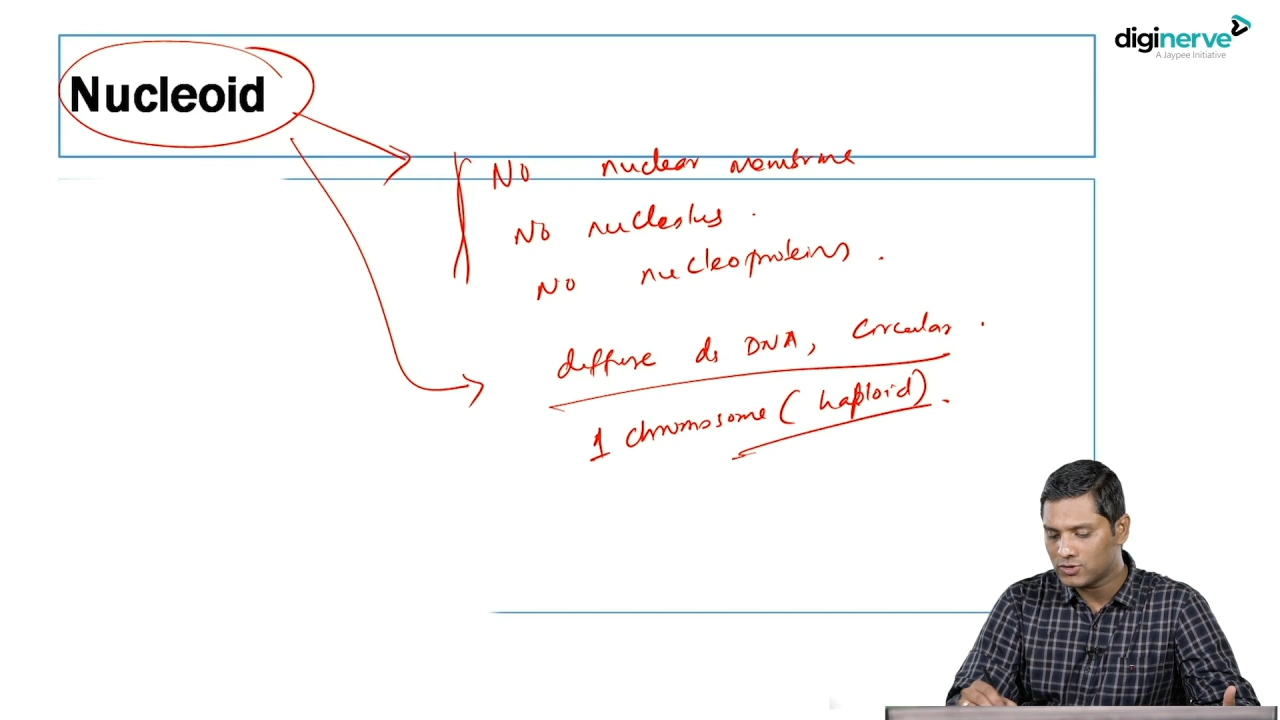 diginerve
A Jaypee Initiative
Nucleoid
No nuclear membrane
No nucleolus.
No nucleoproteins.
diffuse ds DNA, circular.
1 chromosome (haploid).